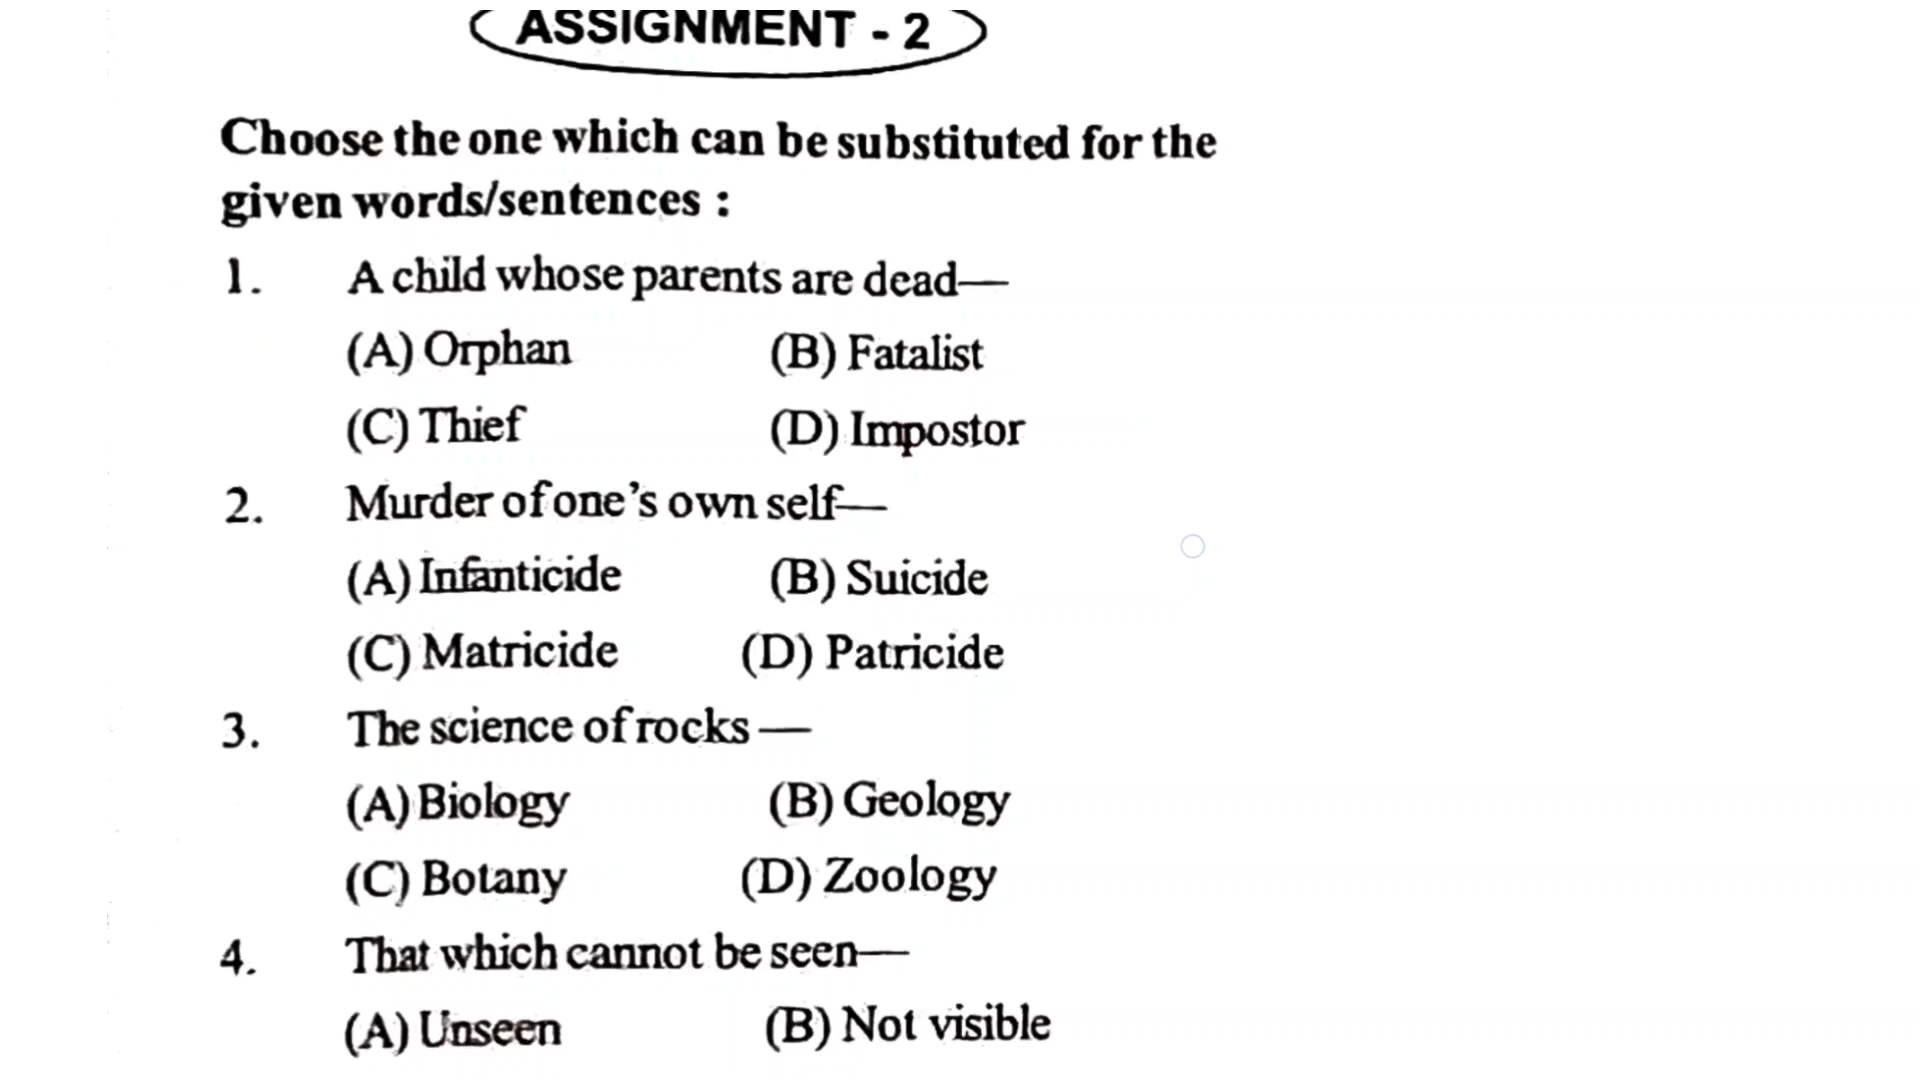 ASSIGNMENT - 2
Choose the one which can be substituted for the
given words/sentences :
1. A child whose parents are dead—
(A) Orphan (B) Fatalist
(C) Thief (D) Impostor
2. Murder of one's own self—
(A) Infanticide (B) Suicide
(C) Matricide (D) Patricide
3. The science of rocks —
(A) Biology (B) Geology
(C) Botany (D) Zoology
4. That which cannot be seen—
(A) Unseen (B) Not visible